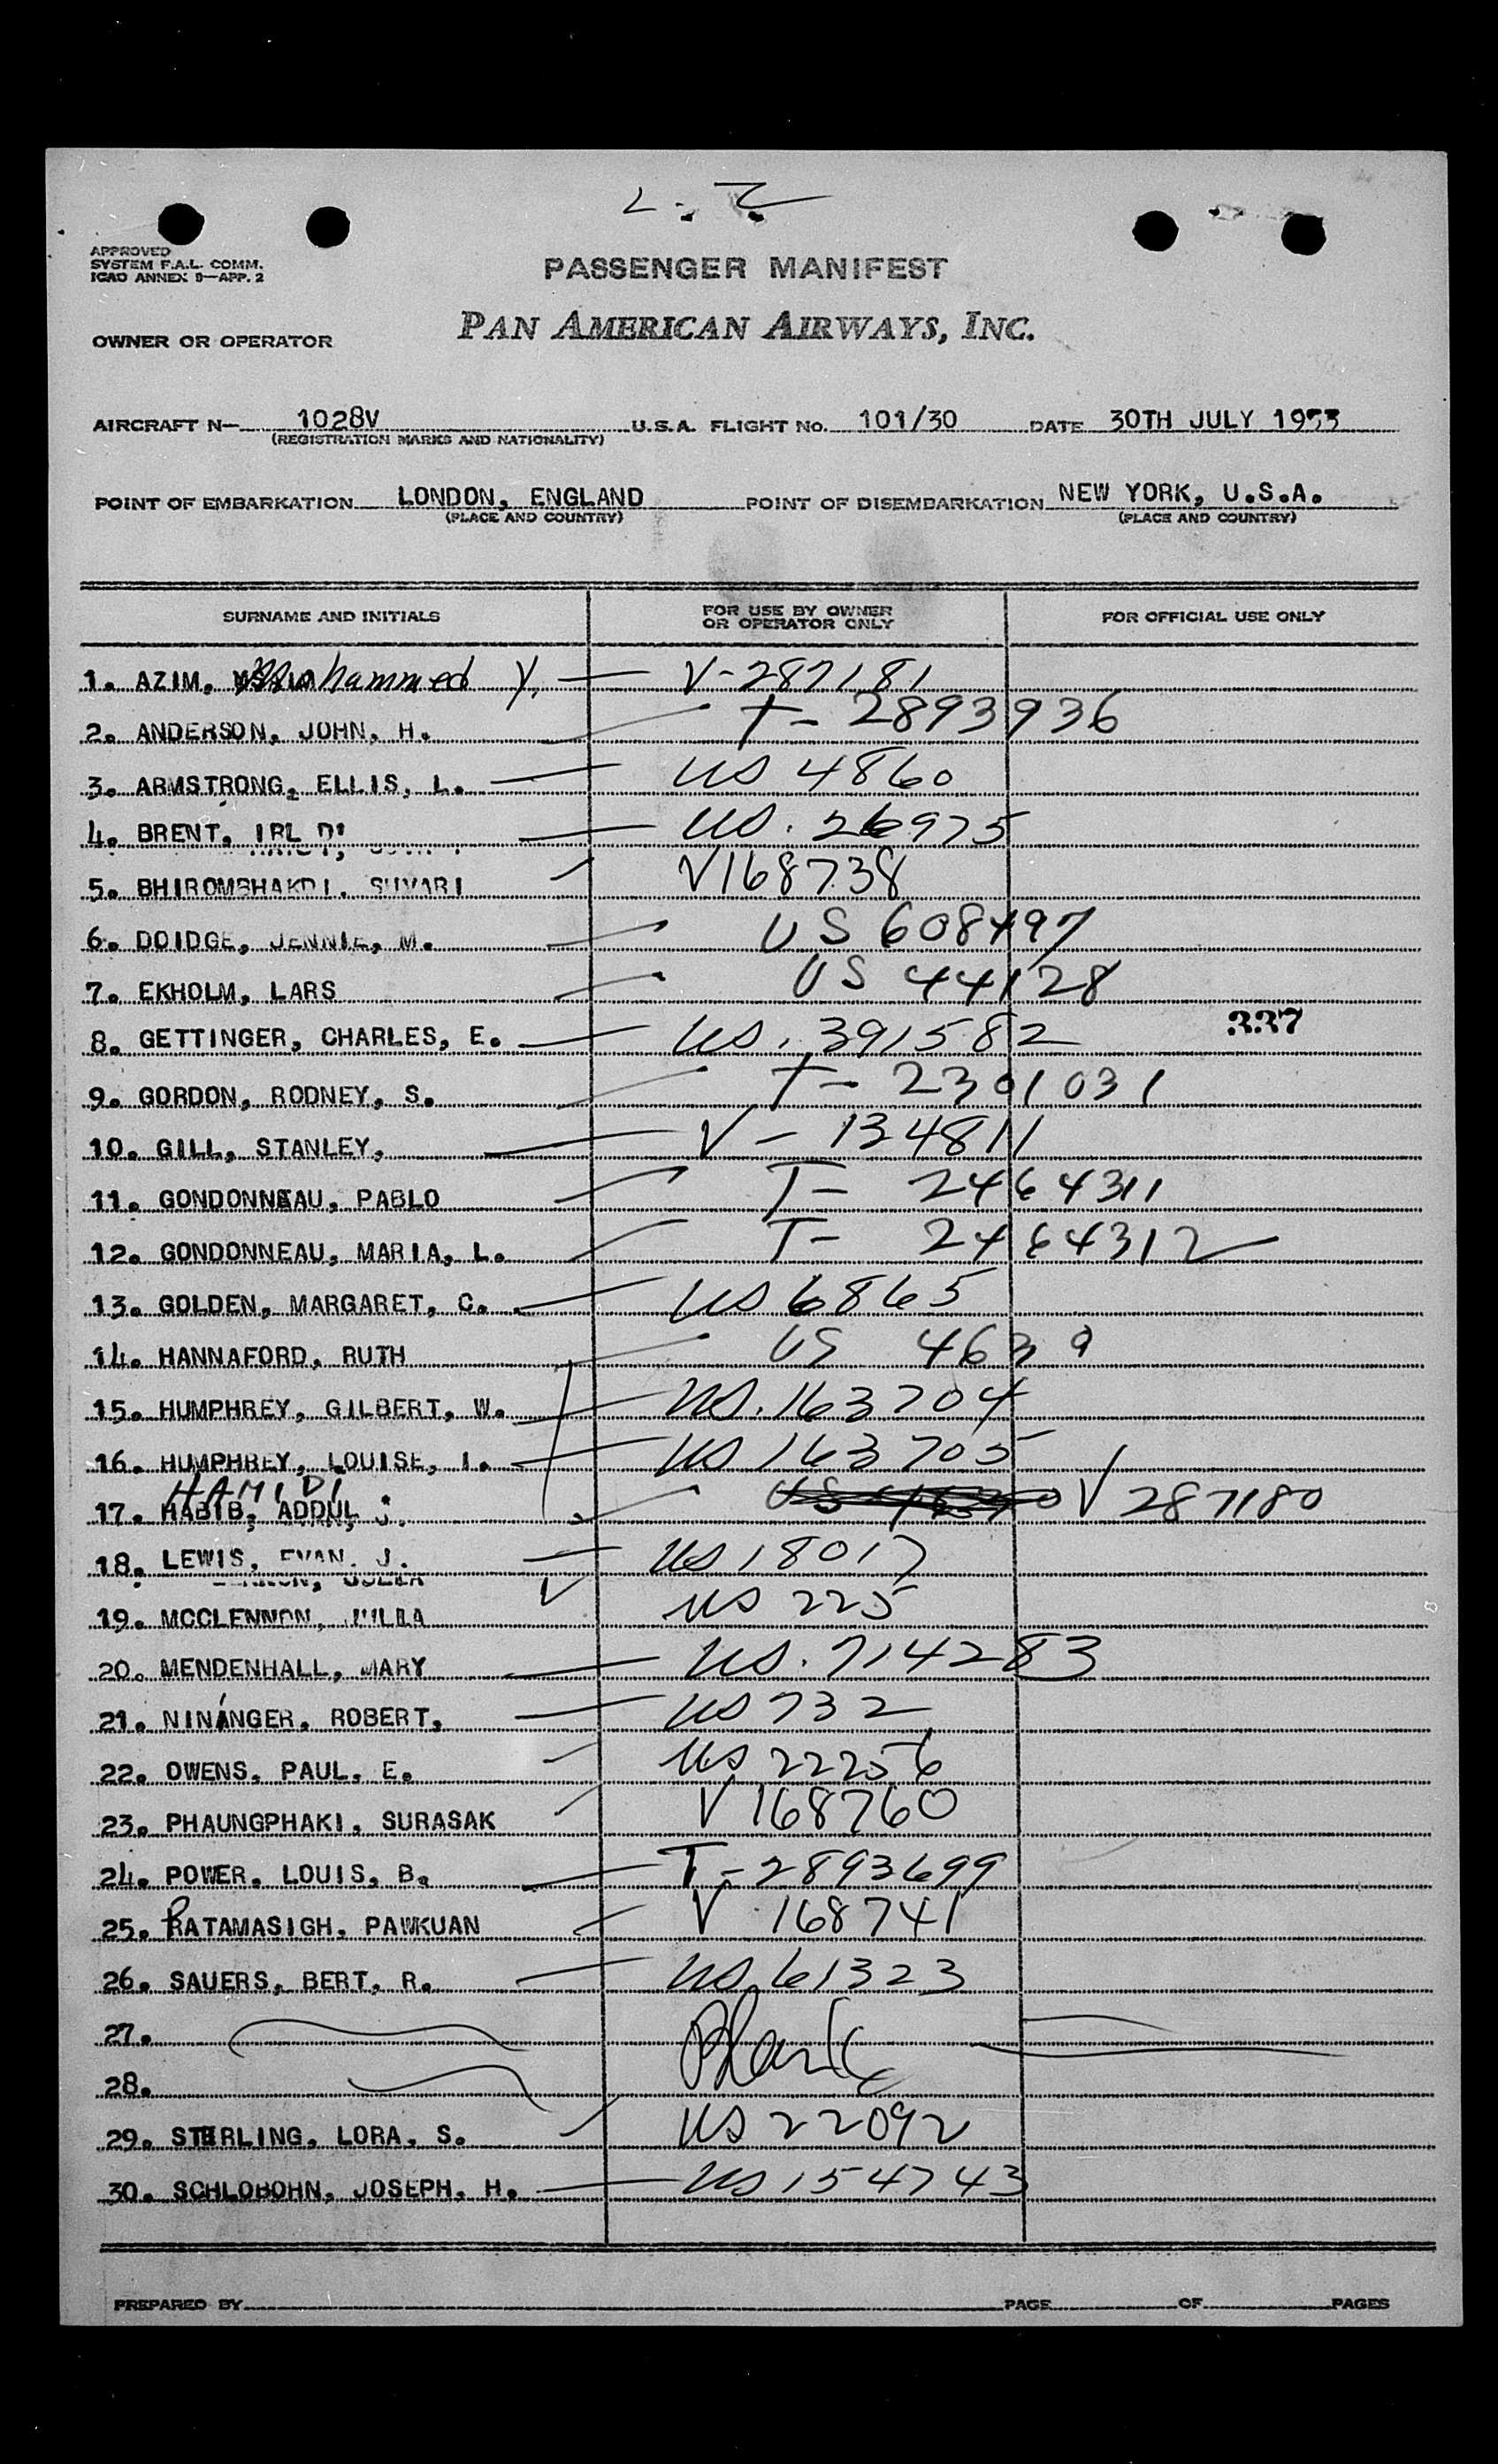 L. Z
APPROVED
SYSTEM F.A.L. COMM.
ICAO ANNEX 9—APP. 2
PASSENGER MANIFEST
OWNER OR OPERATOR PAN AMERICAN AIRWAYS, INC.
AIRCRAFT N— 1028V U.S.A. FLIGHT NO. 101/30 DATE 30TH JULY 1953
(REGISTRATION MARKS AND NATIONALITY)
POINT OF EMBARKATION LONDON, ENGLAND POINT OF DISEMBARKATION NEW YORK, U.S.A.
(PLACE AND COUNTRY) (PLACE AND COUNTRY)
SURNAME AND INITIALS FOR USE BY OWNER OR OPERATOR ONLY FOR OFFICIAL USE ONLY
1. AZIM, Mohammed Y. V-287181
2. ANDERSON, JOHN, H. T- 2893936
3. ARMSTRONG, ELLIS, L. US 4860
4. BRENT, IRL D. US. 26975
5. BHIROMBHAKDI, SUVARI V168738
6. DOIDGE, JENNIE, M. US 608497
7. EKHOLM, LARS US 44128
8. GETTINGER, CHARLES, E. US. 391582 337
9. GORDON, RODNEY, S. T- 2301031
10. GILL, STANLEY, V- 134811
11. GONDONNEAU, PABLO T- 2464311
12. GONDONNEAU, MARIA, L. T- 2464312
13. GOLDEN, MARGARET, C. US 6865
14. HANNAFORD, RUTH US 4639
15. HUMPHREY, GILBERT, W. US. 163704
16. HUMPHREY, LOUISE, I. US 163705
HAMIDI
17. HABIB, ADDUL J. V 287180
18. LEWIS, EVAN. J. US 18017
19. MCCLENNON, JULIA US 225
20. MENDENHALL, MARY US. 714283
21. NINANGER, ROBERT, US 732
22. OWENS, PAUL, E. US 22256
23. PHAUNGPHAKI, SURASAK V 168760
24. POWER, LOUIS, B. T-2893699
25. RATAMASIGH, PAWKUAN V 168741
26. SAUERS, BERT, R. US 61323
27. Blank
28.
29. STERLING, LORA, S. US 22092
30. SCHLOBOHN, JOSEPH, H. US 154743
PREPARED BY PAGE OF PAGES